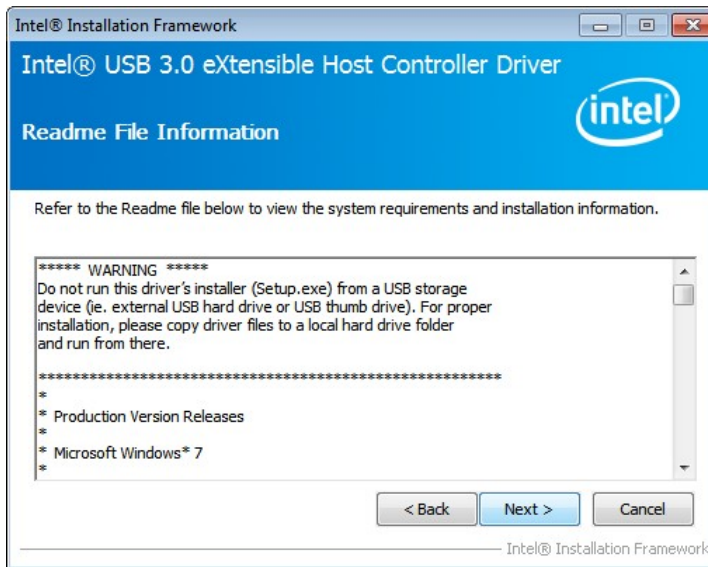 Intel® Installation Framework
Intel® USB 3.0 eXtensible Host Controller Driver
intel
Readme File Information
Refer to the Readme file below to view the system requirements and installation information.
***** WARNING *****
Do not run this driver's installer (Setup.exe) from a USB storage
device (ie. external USB hard drive or USB thumb drive). For proper
installation, please copy driver files to a local hard drive folder
and run from there.
********************************************************
*
* Production Version Releases
*
* Microsoft Windows* 7
*
< Back
Next >
Cancel
Intel® Installation Framework